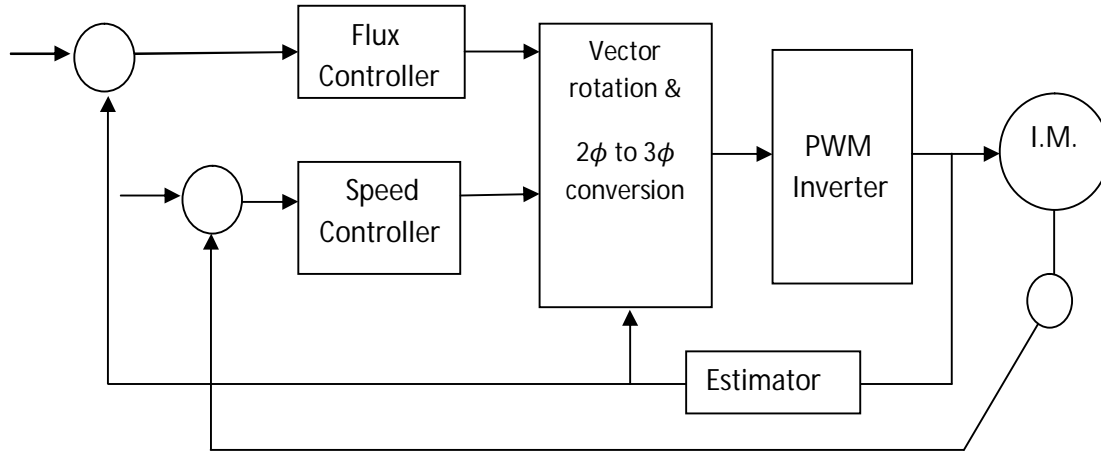 Flux
Controller
Vector
rotation &
2ϕ to 3ϕ
conversion
PWM
Inverter
I.M.
Speed
Controller
Estimator